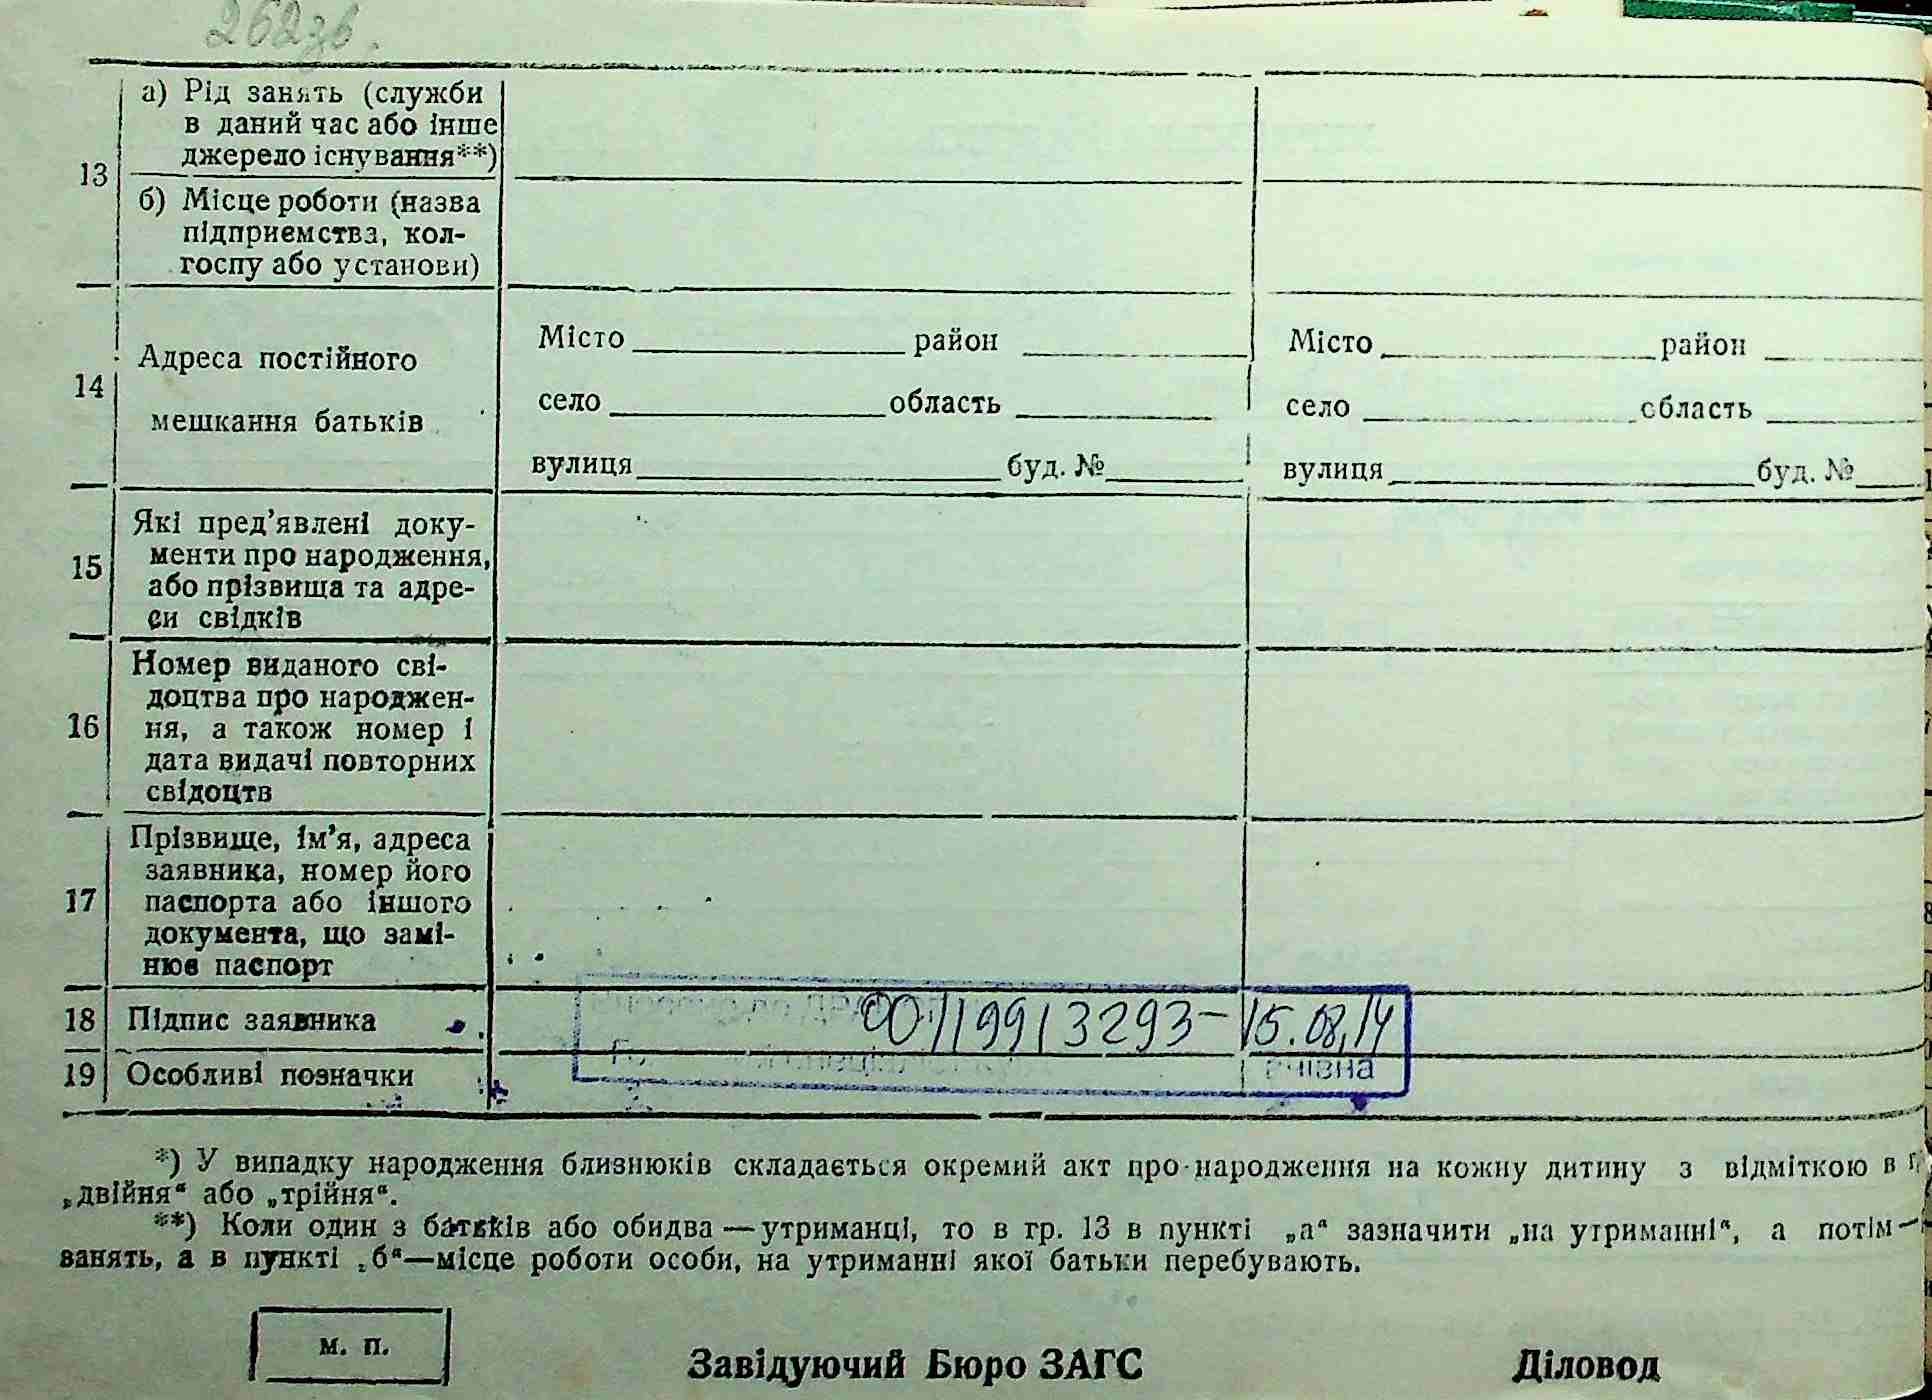 262зв.
13
а) Рід занять (служби
в даний час або інше
джерело існування**)
б) Місце роботи (назва
підприємства, кол-
госпу або установи)
14
Адреса постійного
мешкання батьків
Місто район
село область
вулиця буд. №
Місто район
село область
вулиця буд. №
15
Які пред’явлені доку-
менти про народження,
або прізвища та адре-
си свідків
16
Номер виданого сві-
доцтва про народжен-
ня, а також номер і
дата видачі повторних
свідоцтв
17
Прізвище, ім’я, адреса
заявника, номер його
паспорта або іншого
документа, що замі-
нює паспорт
18 Підпис заявника
00119913293-15.08.14
19 Особливі позначки
*) У випадку народження близнюків складається окремий акт про народження на кожну дитину з відміткою в
„двійня“ або „трійня“.
**) Коли один з батьків або обидва—утриманці, то в гр. 13 в пункті „а“ зазначити „на утриманні“, а потім
занять, а в пункті „б“—місце роботи особи, на утриманні якої батьки перебувають.
м. п.
Завідуючий Бюро ЗАГС Діловод